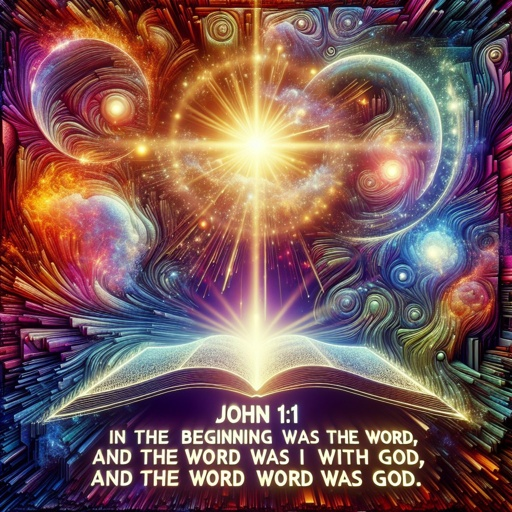 JOHN 1:1
IN THE BEGINNING WAS THE WORD,
AND THE WORD WAS I WITH GOD,
AND THE WORD WORD WAS GOD.